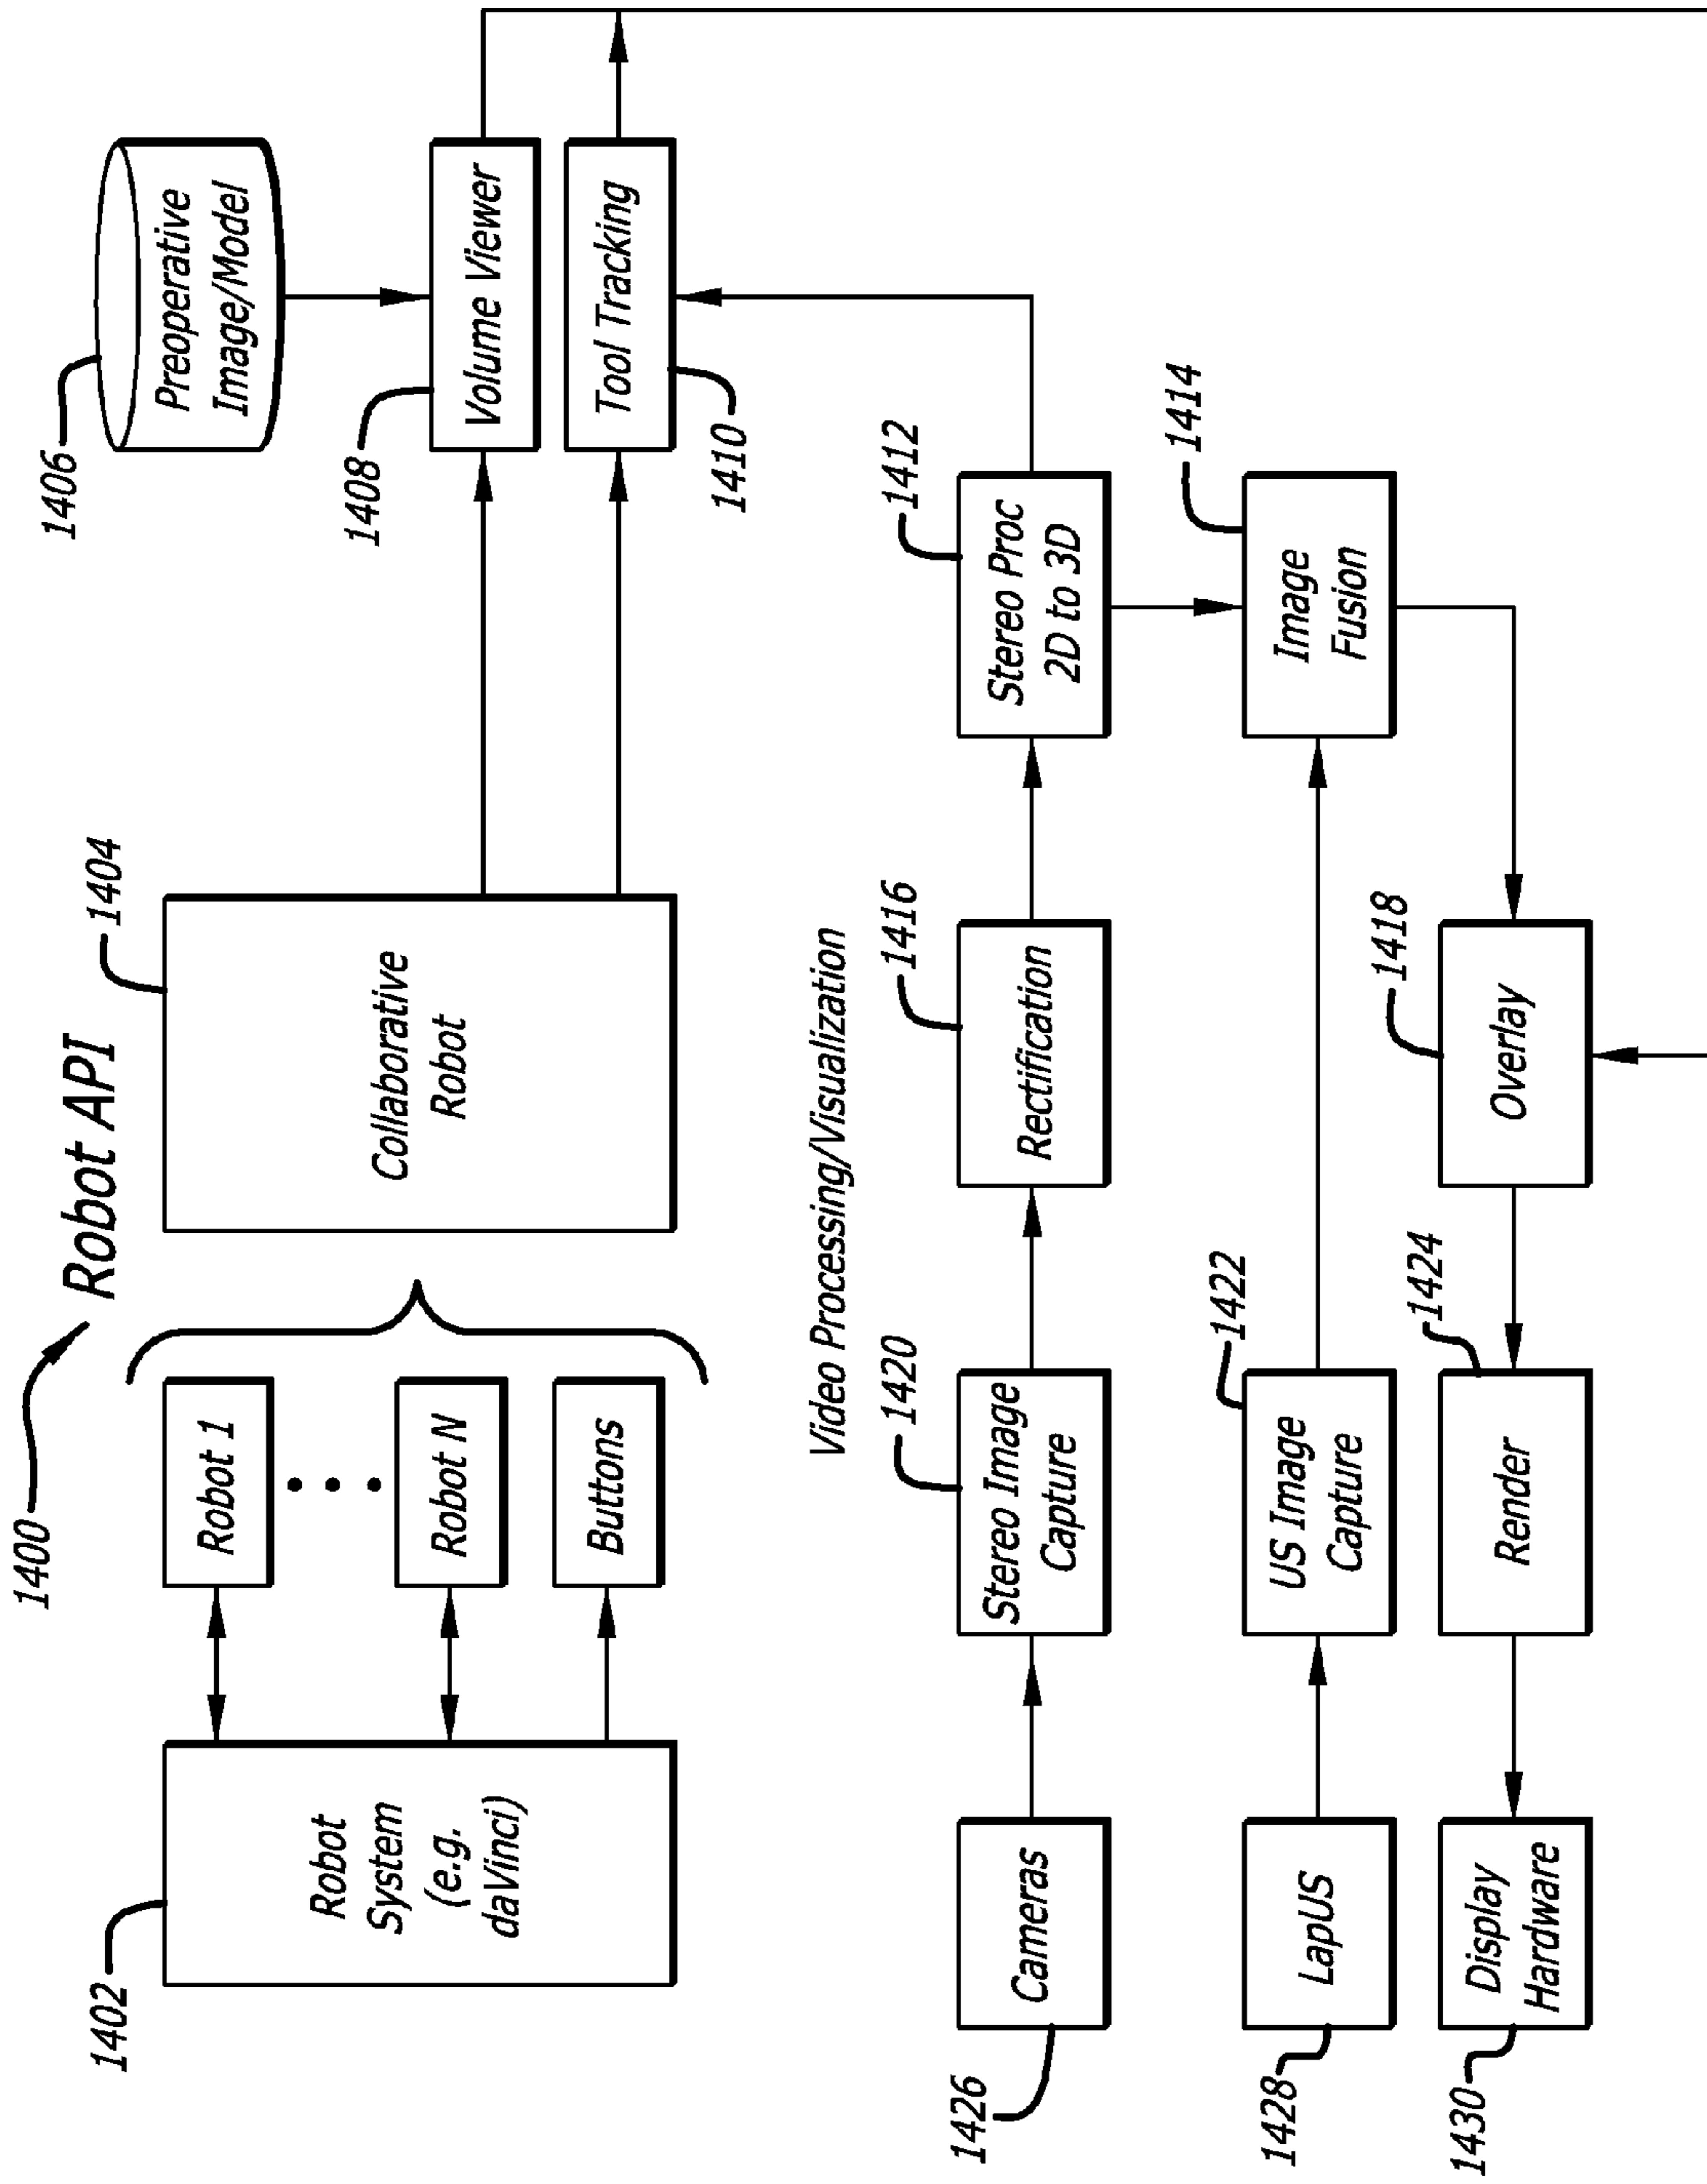 1400
Robot API
1402
Robot
System
(e.g.
daVinci)
Robot 1
Robot N
Buttons
1404
Collaborative
Robot
1406
Preoperative
Image/Model
1408
Volume Viewer
Tool Tracking
1410
Video Processing/Visualization
1426
Cameras
1420
Stereo Image
Capture
1416
Rectification
1412
Stereo Proc
2D to 3D
1428
LapUS
1422
US Image
Capture
1414
Image
Fusion
1430
Display
Hardware
1424
Render
1418
Overlay